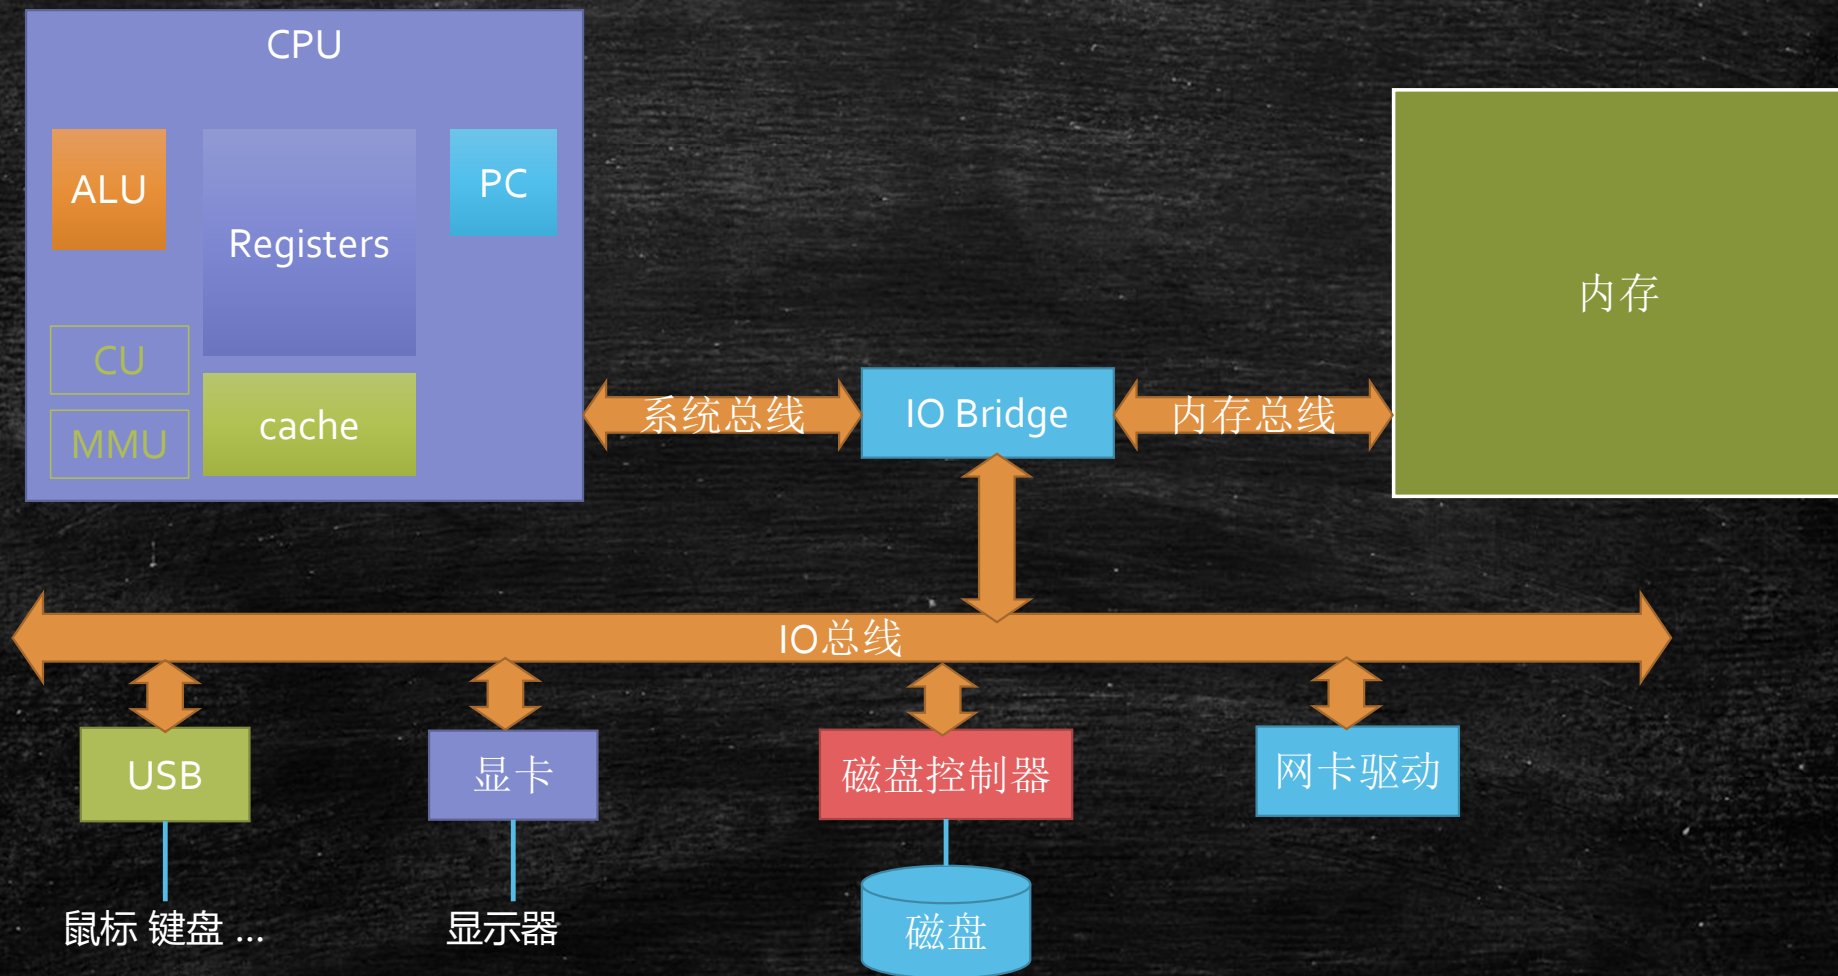 CPU
ALU
Registers
PC
CU
MMU
cache
系统总线
IO Bridge
内存总线
内存
IO总线
USB
显卡
磁盘控制器
网卡驱动
鼠标 键盘 ...
显示器
磁盘